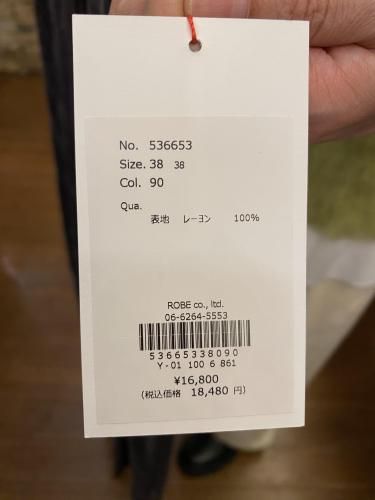 No. 536653
Size. 38 38
Col. 90
Qua.
表地 レーヨン 100%
ROBE co., ltd.
06-6264-5553
53665338090
Y-01 100 6 861
¥16,800
(税込価格 18,480 円)